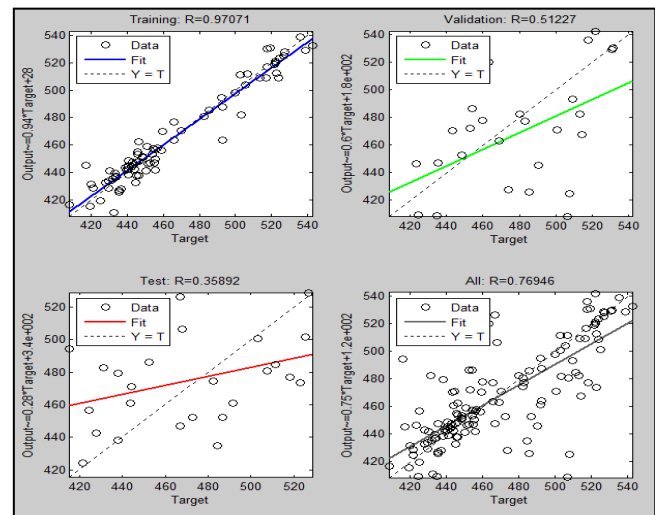 Training: R=0.97071
Output~=0.94*Target+28
540
520
500
480
460
440
420
Data
Fit
Y = T
420 440 460 480 500 520 540
Target
Validation: R=0.51227
Output~=0.6*Target+1.8e+002
540
520
500
480
460
440
420
Data
Fit
Y = T
420 440 460 480 500 520 540
Target
Test: R=0.35892
Output~=0.28*Target+3.4e+002
520
500
480
460
440
420
Data
Fit
Y = T
420 440 460 480 500 520
Target
All: R=0.76946
Output~=0.75*Target+1.2e+002
540
520
500
480
460
440
420
Data
Fit
Y = T
420 440 460 480 500 520 540
Target